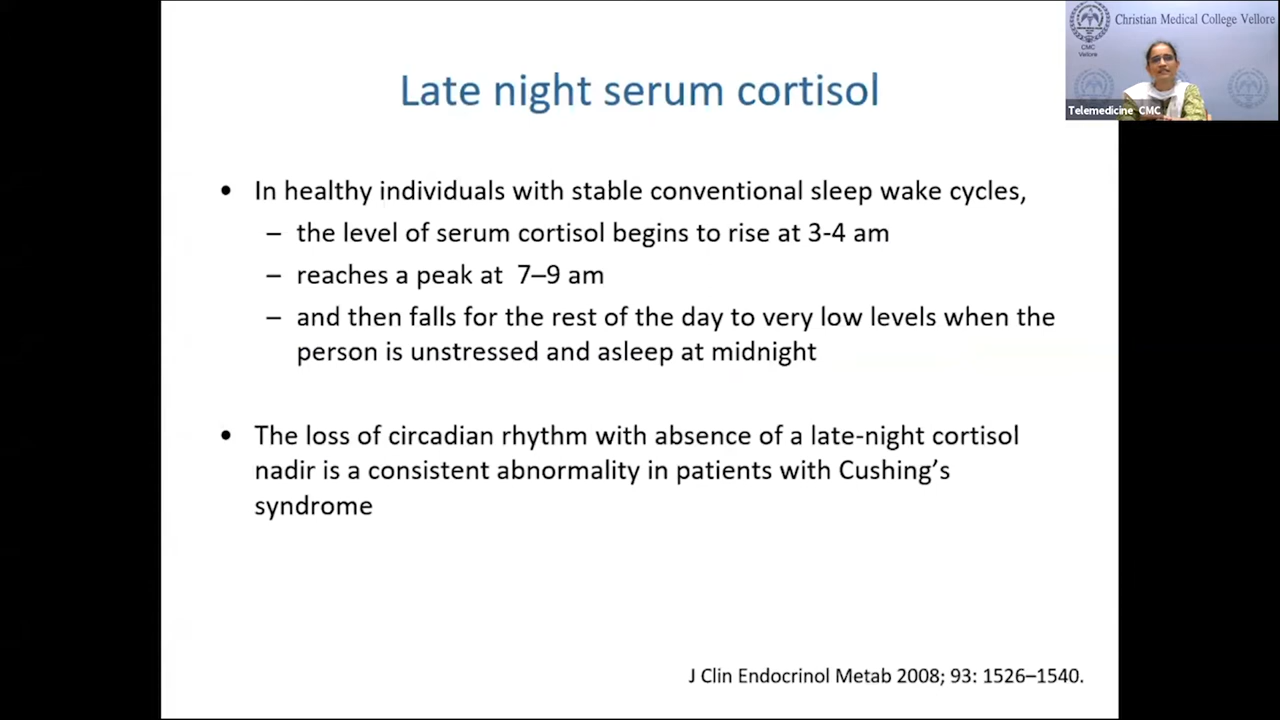 Late night serum cortisol
• In healthy individuals with stable conventional sleep wake cycles,
– the level of serum cortisol begins to rise at 3-4 am
– reaches a peak at 7–9 am
– and then falls for the rest of the day to very low levels when the
person is unstressed and asleep at midnight
• The loss of circadian rhythm with absence of a late-night cortisol
nadir is a consistent abnormality in patients with Cushing’s
syndrome
J Clin Endocrinol Metab 2008; 93: 1526–1540.
Christian Medical College Vellore
CMC
Vellore
Telemedicine CMC